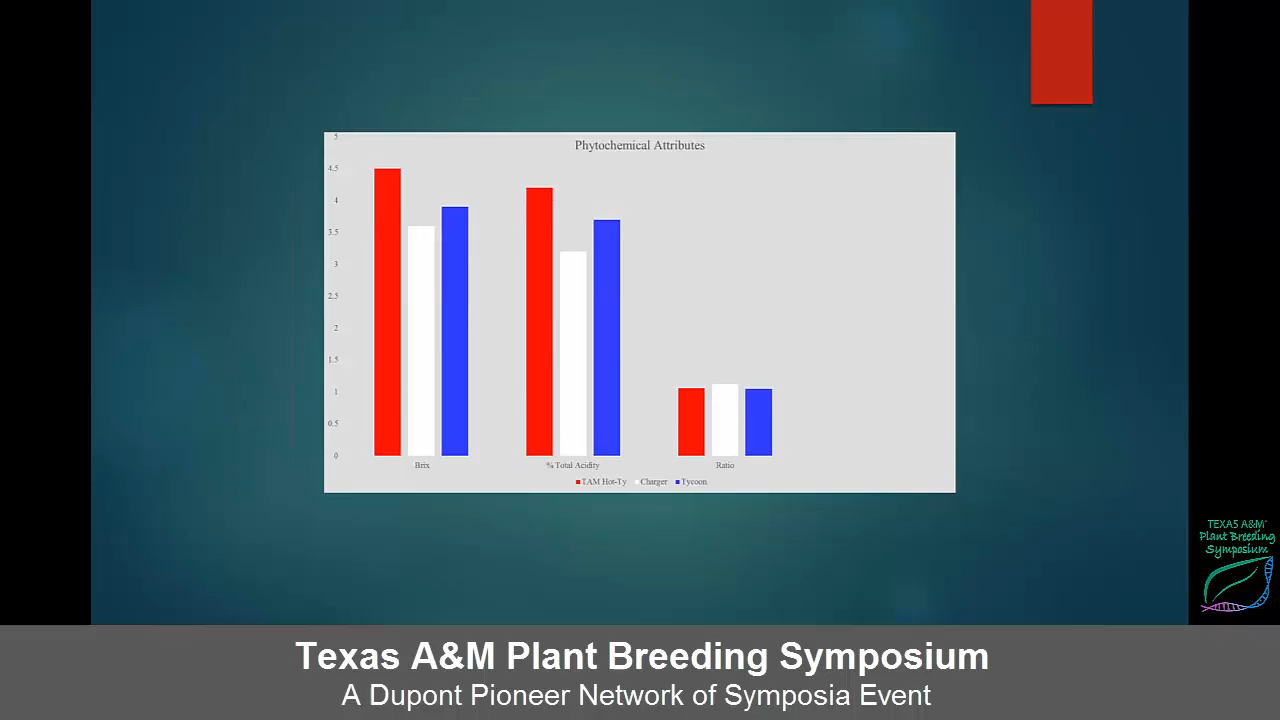 Phytochemical Attributes
5
4.5
4
3.5
3
2.5
2
1.5
1
0.5
0
Brix
% Total Acidity
Ratio
TAM Hot-Ty Charger Tycoon
TEXAS A&M
Plant Breeding
Symposium
Texas A&M Plant Breeding Symposium
A Dupont Pioneer Network of Symposia Event